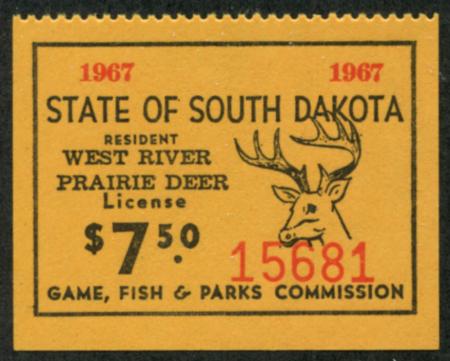 1967 1967
STATE OF SOUTH DAKOTA
RESIDENT
WEST RIVER
PRAIRIE DEER
License
$7.50
15681
GAME, FISH & PARKS COMMISSION